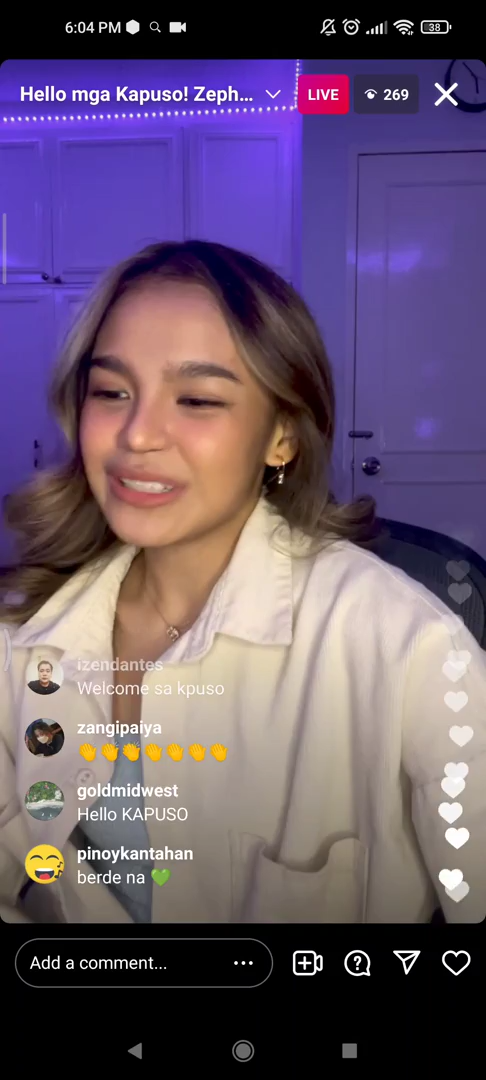 6:04 PM
38
Hello mga Kapuso! Zeph...
LIVE
269
izendantes
Welcome sa kpuso
zangipaiya
👏👏👏👏👏👏👏
goldmidwest
Hello KAPUSO
pinoykantahan
berde na 💚
Add a comment...